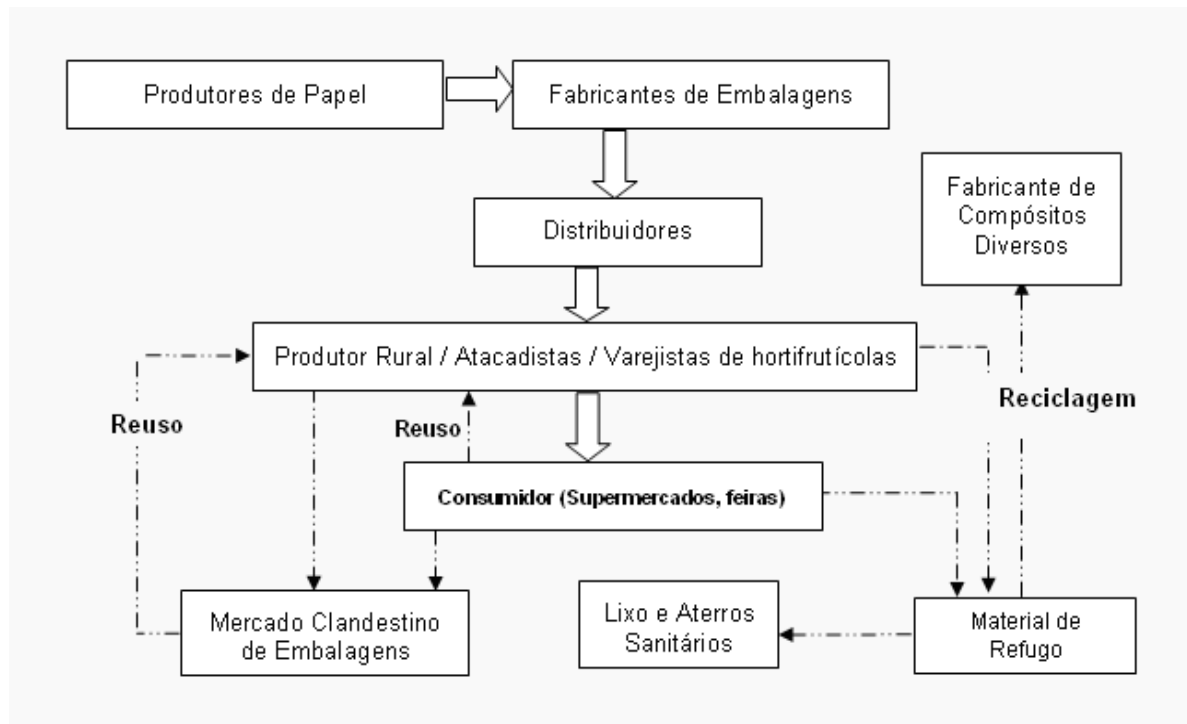 Produtores de Papel
Fabricantes de Embalagens
Fabricante de
Compósitos
Diversos
Distribuidores
Produtor Rural / Atacadistas / Varejistas de hortifrutícolas
Reciclagem
Reuso
Reuso
Consumidor (Supermercados, feiras)
Mercado Clandestino
de Embalagens
Lixo e Aterros
Sanitários
Material de
Refugo